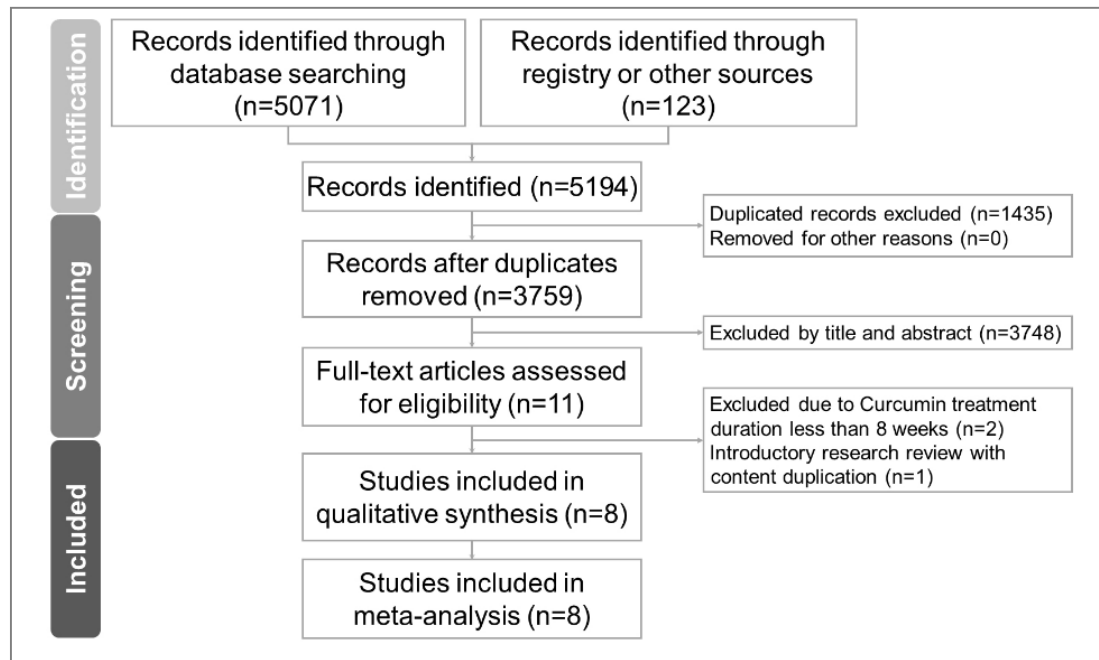 Identification
Records identified through
database searching
(n=5071)
Records identified through
registry or other sources
(n=123)
Records identified (n=5194)
Duplicated records excluded (n=1435)
Removed for other reasons (n=0)
Screening
Records after duplicates
removed (n=3759)
Excluded by title and abstract (n=3748)
Full-text articles assessed
for eligibility (n=11)
Excluded due to Curcumin treatment
duration less than 8 weeks (n=2)
Introductory research review with
content duplication (n=1)
Included
Studies included in
qualitative synthesis (n=8)
Studies included in
meta-analysis (n=8)